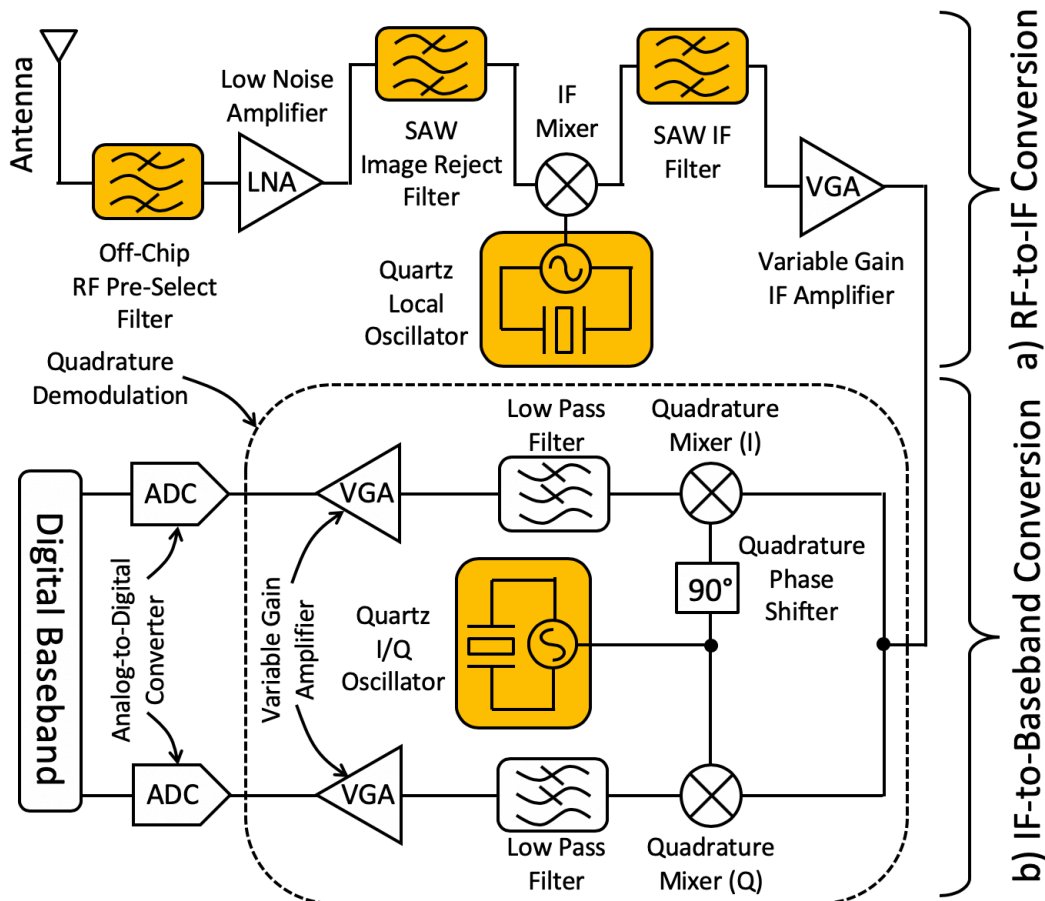 Antenna
Low Noise
Amplifier
LNA
Off-Chip
RF Pre-Select
Filter
SAW
Image Reject
Filter
IF
Mixer
SAW IF
Filter
VGA
Variable Gain
IF Amplifier
Quartz
Local
Oscillator
a) RF-to-IF Conversion
Quadrature
Demodulation
Low Pass
Filter
Quadrature
Mixer (I)
Digital Baseband
ADC
VGA
Analog-to-Digital
Converter
Variable Gain
Amplifier
Quartz
I/Q
Oscillator
90°
Quadrature
Phase
Shifter
ADC
VGA
Low Pass
Filter
Quadrature
Mixer (Q)
b) IF-to-Baseband Conversion